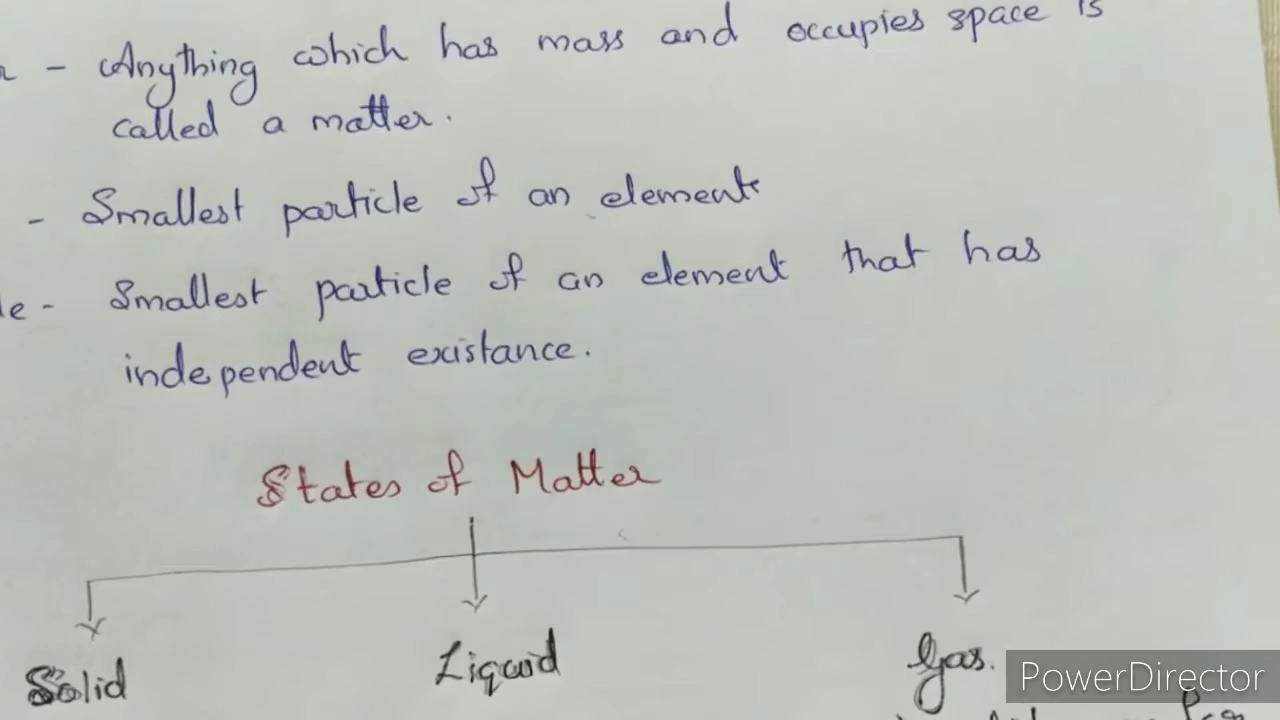 - Anything which has mass and occupies space is
called a matter.
- Smallest particle of an element
- Smallest particle of an element that has
independent existance.
States of Matter
Solid Liquid Gas.
PowerDirector